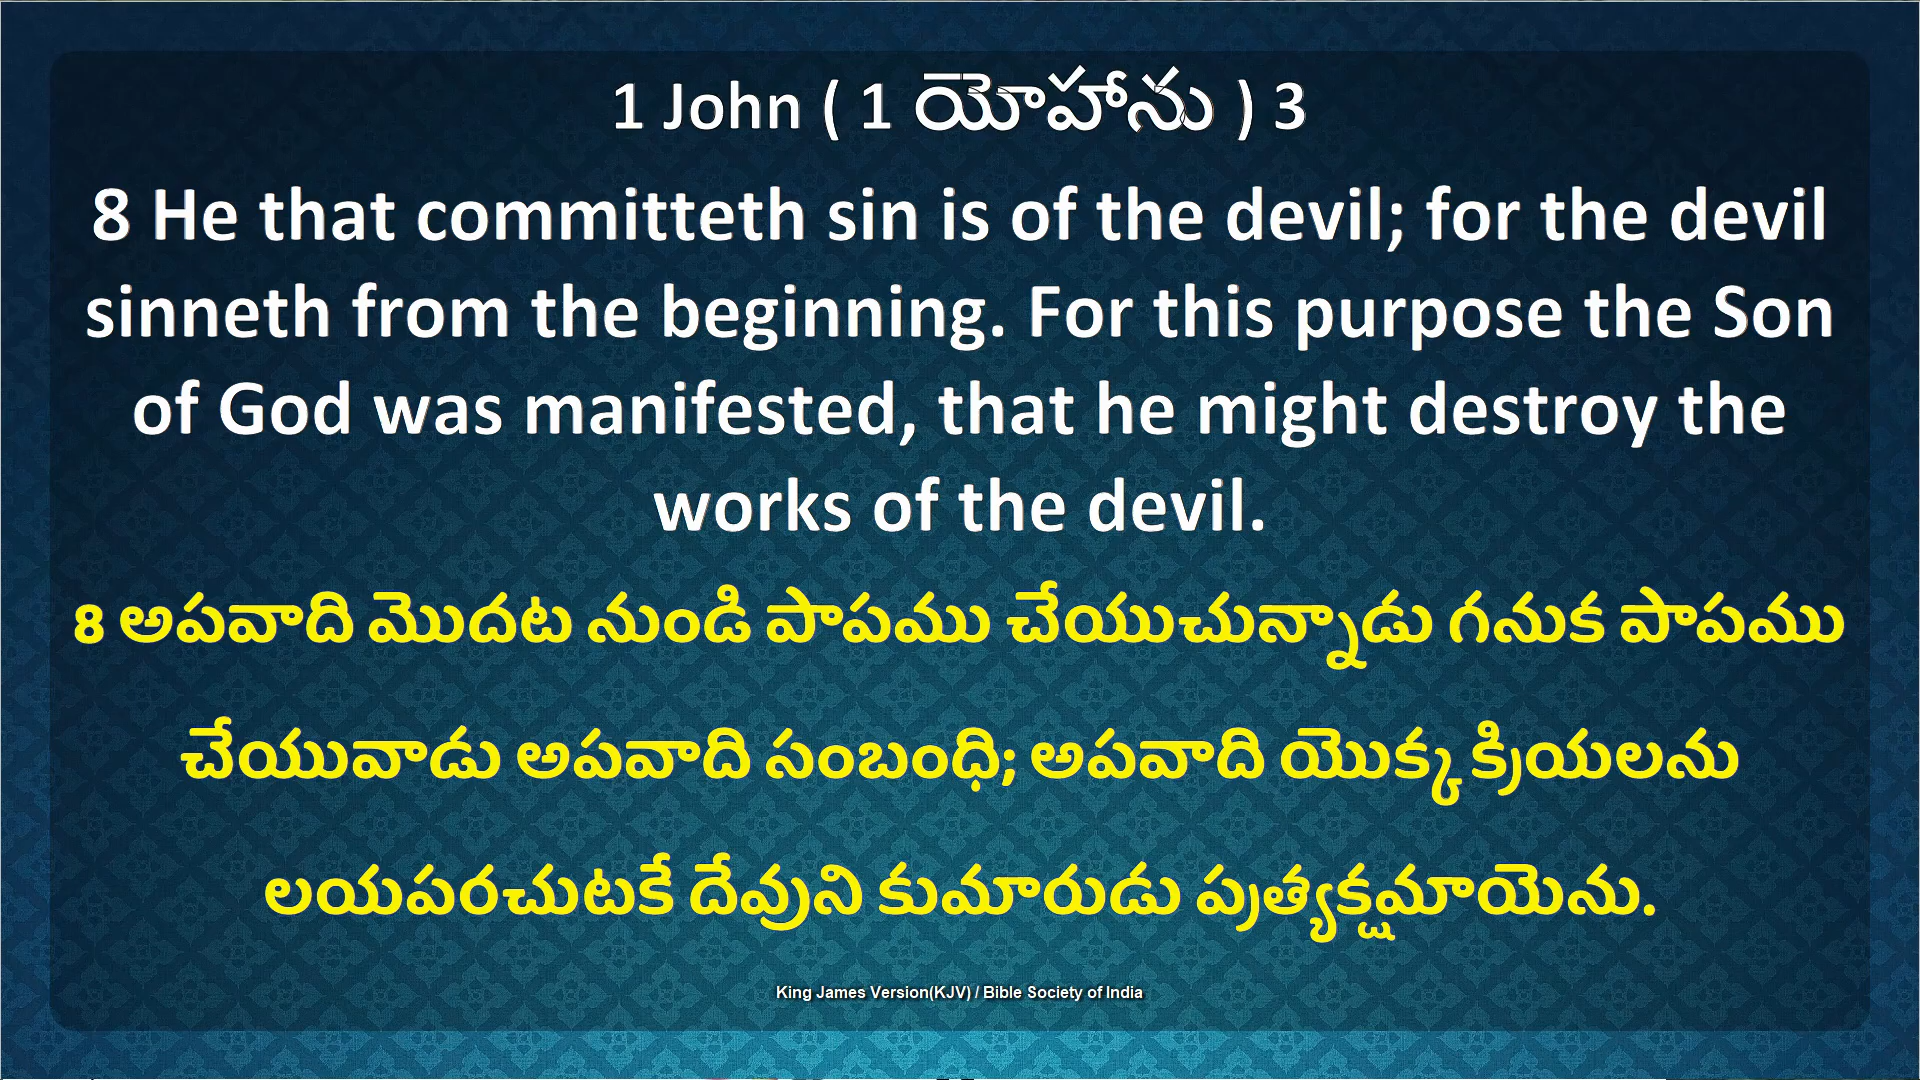 1 John ( 1 యోహాను ) 3
8 He that committeth sin is of the devil; for the devil
sinneth from the beginning. For this purpose the Son
of God was manifested, that he might destroy the
works of the devil.
8 అపవాది మొదట నుండి పాపము చేయుచున్నాడు గనుక పాపము
చేయువాడు అపవాది సంబంధి; అపవాది యొక్క క్రియలను
లయపరచుటకే దేవుని కుమారుడు ప్రత్యక్షమాయెను.
King James Version(KJV) / Bible Society of India